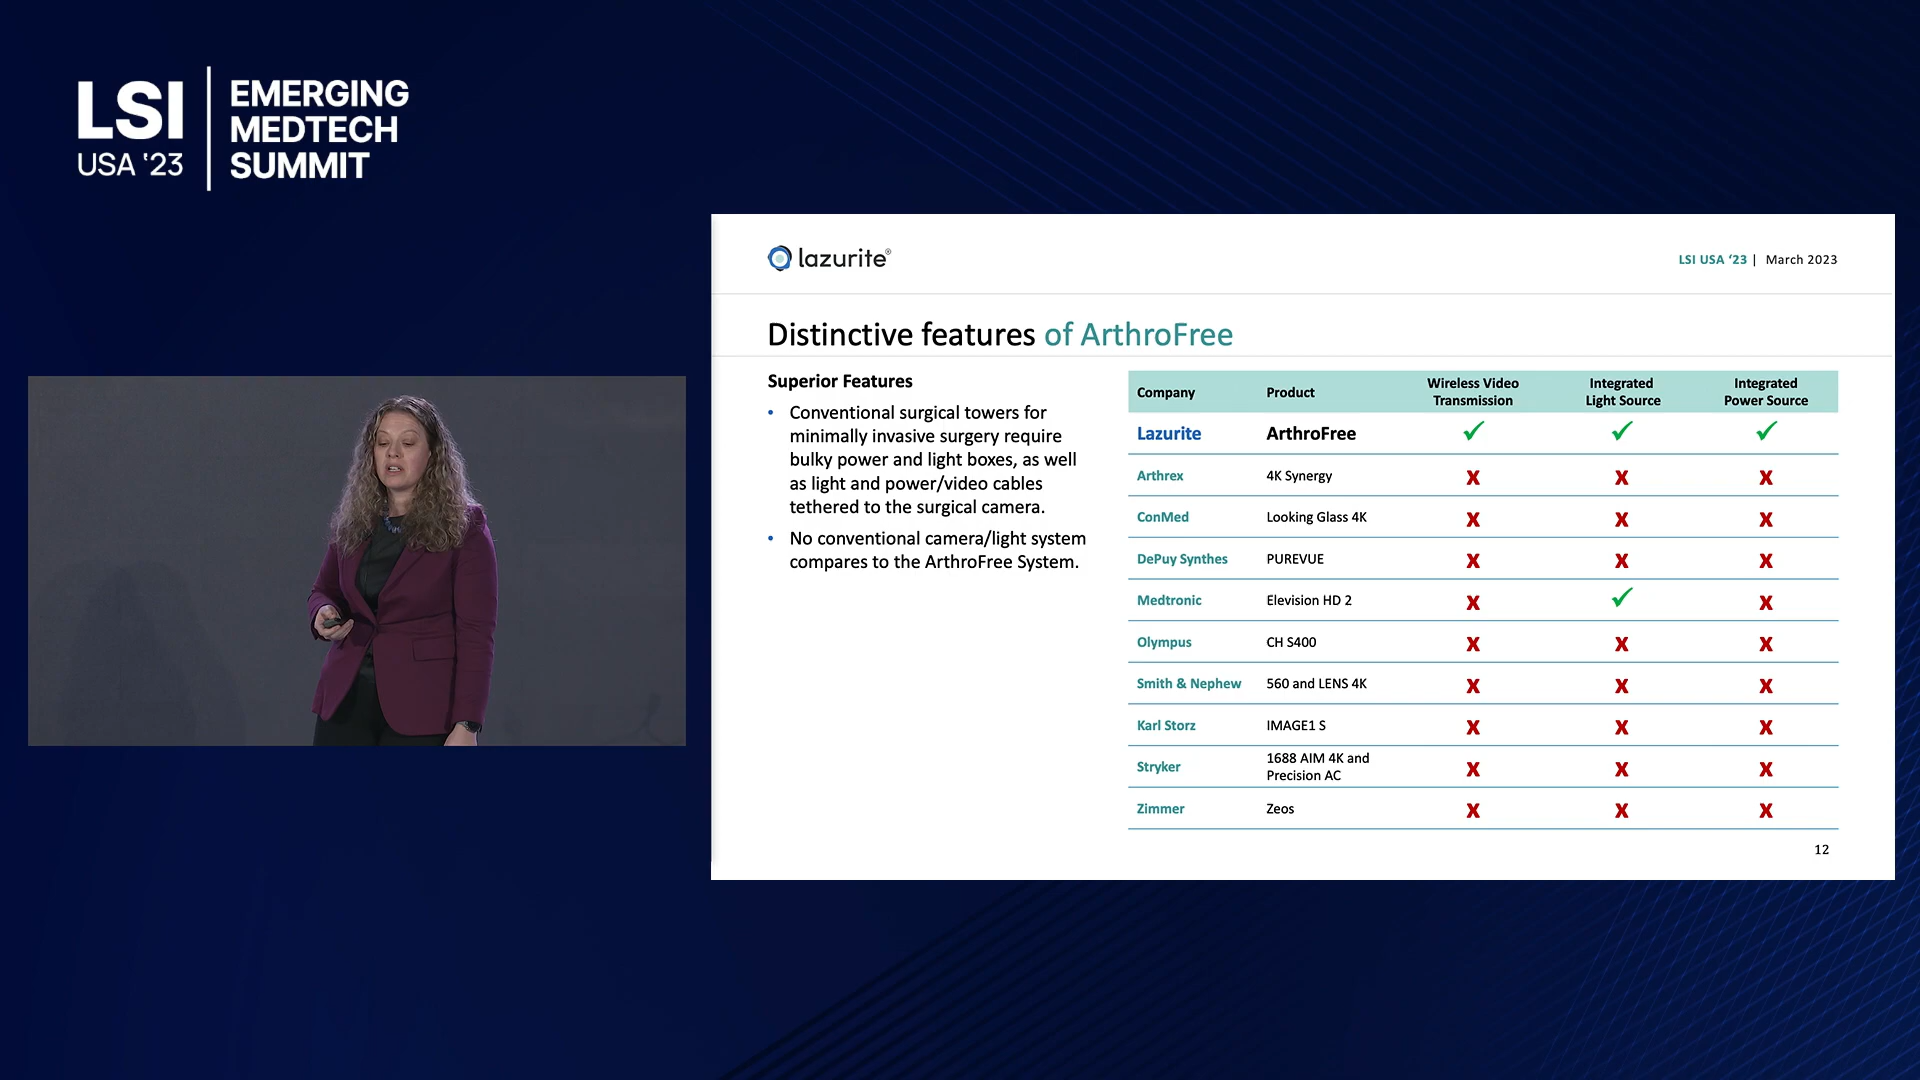 LSI
USA ‘23
EMERGING
MEDTECH
SUMMIT
lazurite®
LSI USA ‘23 | March 2023
Distinctive features of ArthroFree
Superior Features
• Conventional surgical towers for
minimally invasive surgery require
bulky power and light boxes, as well
as light and power/video cables
tethered to the surgical camera.
• No conventional camera/light system
compares to the ArthroFree System.
Company Product Wireless Video Transmission Integrated Light Source Integrated Power Source
Lazurite ArthroFree ✓ ✓ ✓
Arthrex 4K Synergy X X X
ConMed Looking Glass 4K X X X
DePuy Synthes PUREVUE X X X
Medtronic Elevision HD 2 X ✓ X
Olympus CH S400 X X X
Smith & Nephew 560 and LENS 4K X X X
Karl Storz IMAGE1 S X X X
Stryker 1688 AIM 4K and Precision AC X X X
Zimmer Zeos X X X
12